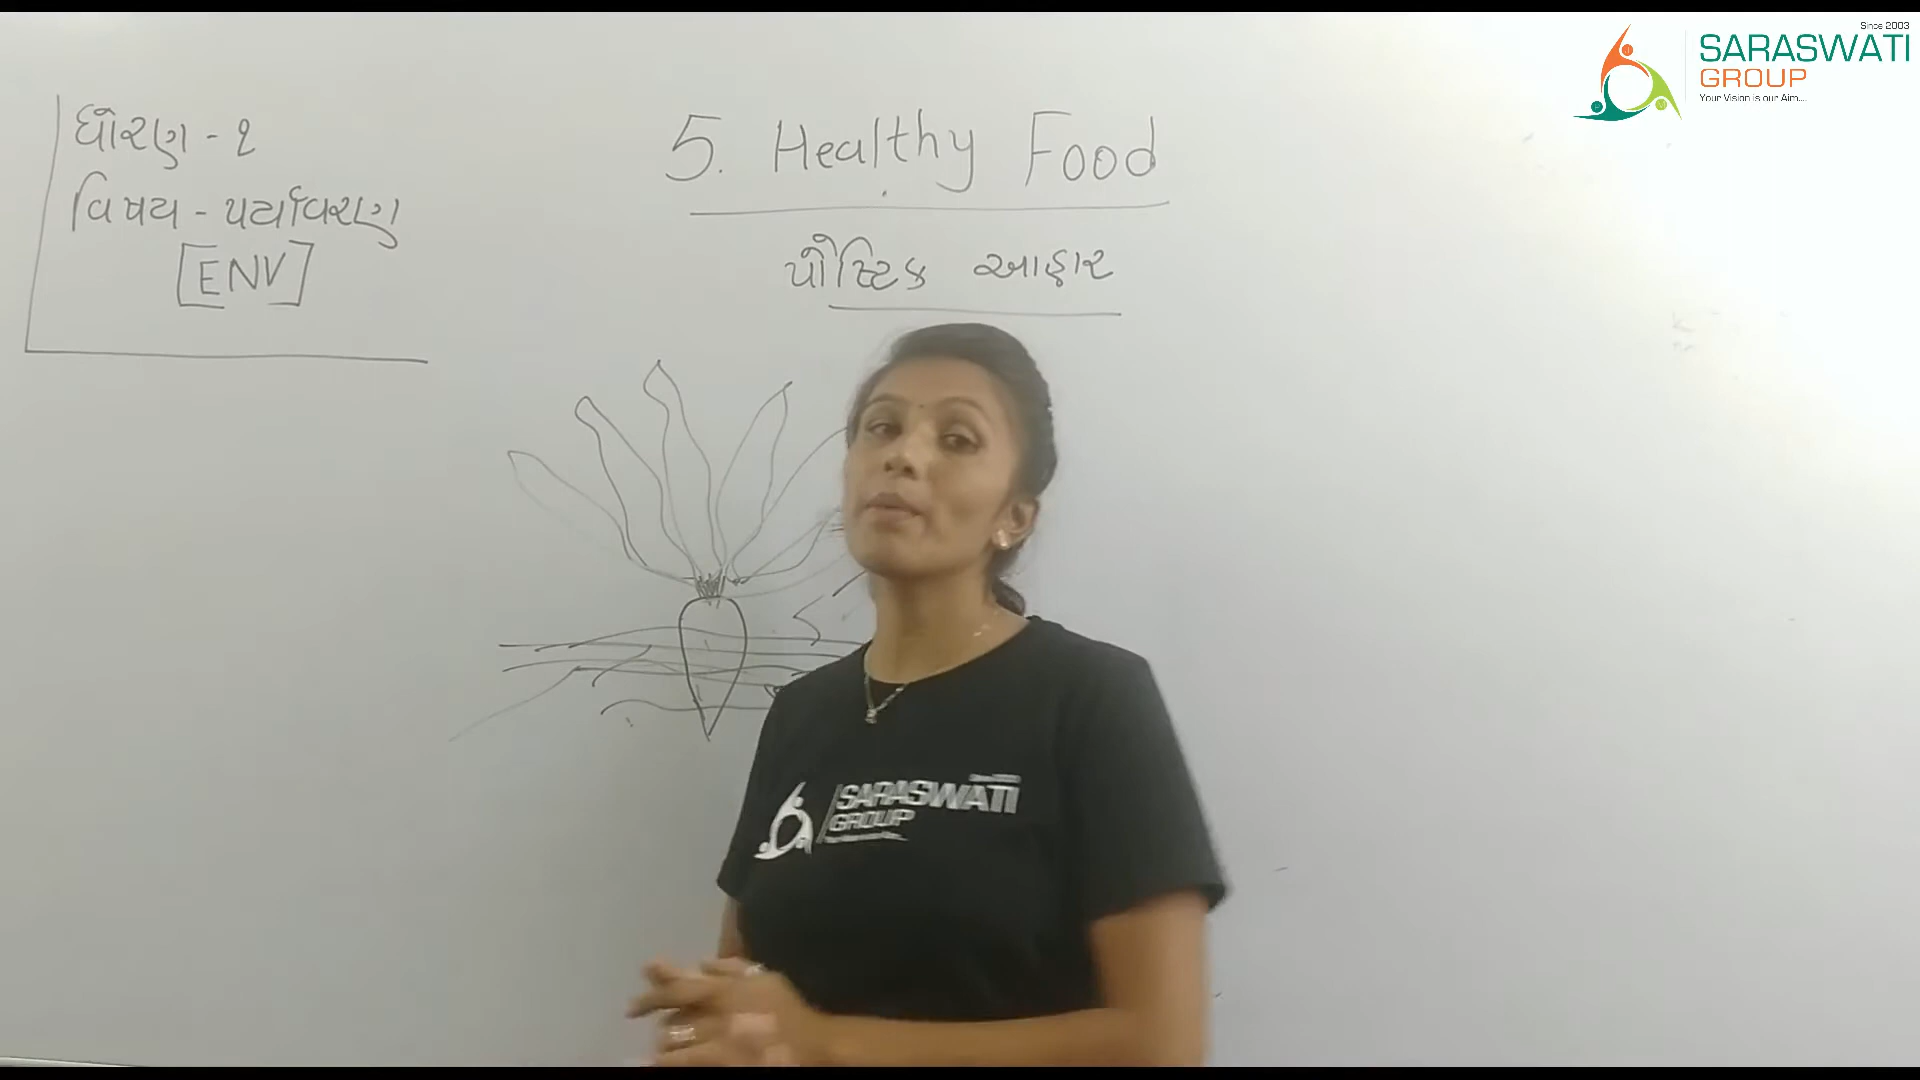 Since 2003
SARASWATI
GROUP
Your Vision is our Aim....
ધોરણ - ૧
વિષય - પર્યાવરણ
[ENV]
5. Healthy Food
પૌષ્ટિક આહાર
SARASWATI
GROUP